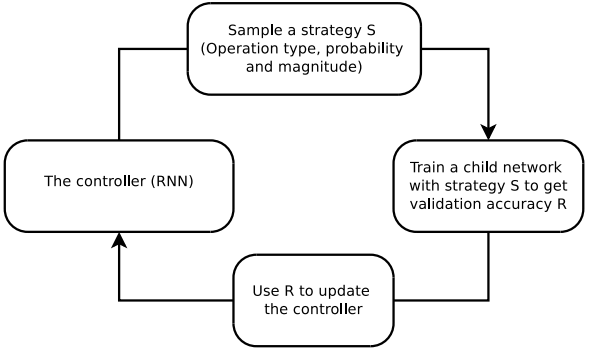 Sample a strategy S
(Operation type, probability
and magnitude)
The controller (RNN)
Train a child network
with strategy S to get
validation accuracy R
Use R to update
the controller